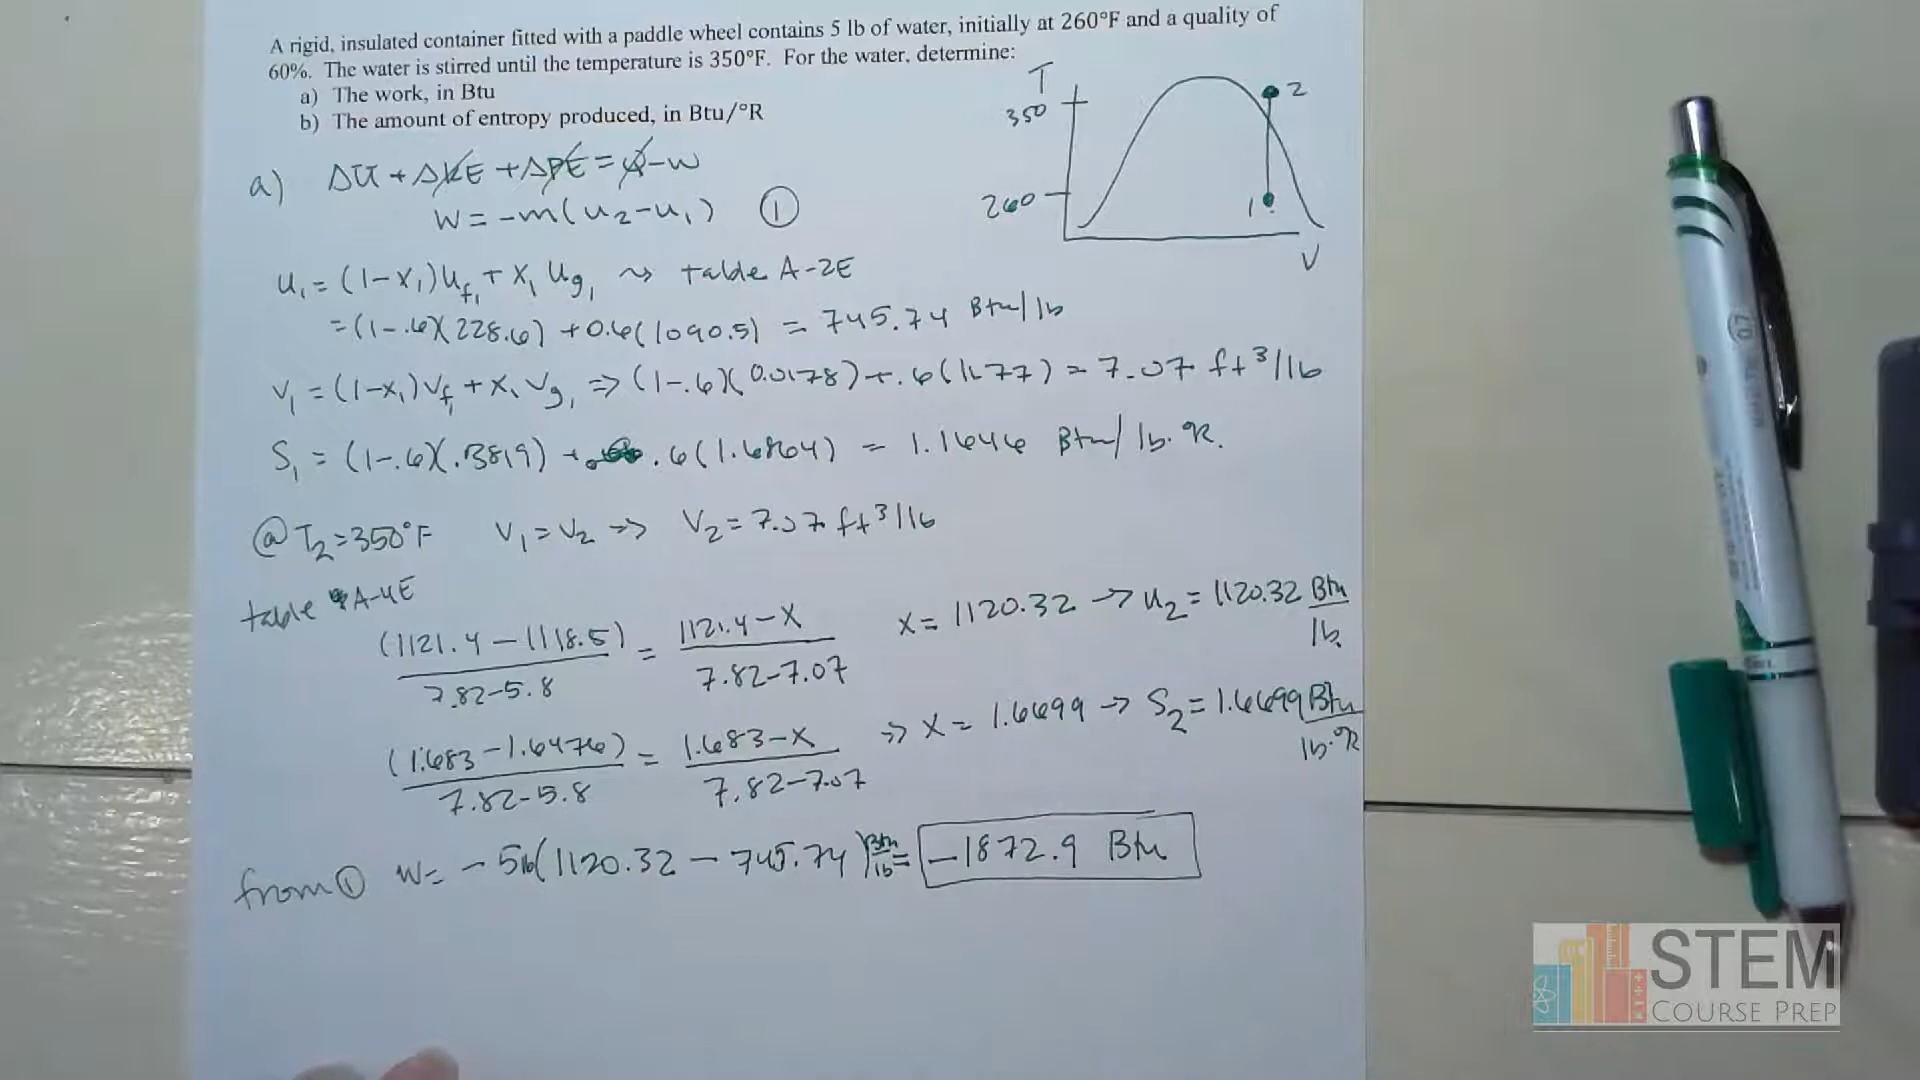 A rigid, insulated container fitted with a paddle wheel contains 5 lb of water, initially at 260°F and a quality of
60%. The water is stirred until the temperature is 350°F. For the water, determine:
a) The work, in Btu
b) The amount of entropy produced, in Btu/°R
T
350
260
2
1
V
a) ΔU + ΔKE + ΔPE = Q - W
W = -m(u₂-u₁) ①
u₁ = (1-x₁)u_f₁ + x₁ u_g₁ ~> table A-2E
= (1-.6)(228.6) + 0.6(1090.5) = 745.74 Btu/lb
v₁ = (1-x₁)v_f₁ + x₁ v_g₁ => (1-.6)(0.0178) + .6(11.77) = 7.07 ft³/lb
S₁ = (1-.6)(.3819) + .6(1.6864) = 1.1646 Btu/lb·°R.
@ T₂=350°F v₁ = v₂ => v₂ = 7.07 ft³/lb
table A-4E
(1121.4 - 1118.5) / 7.82-5.8 = 1121.4-x / 7.82-7.07 x = 1120.32 -> u₂ = 1120.32 Btu/lb
(1.683 - 1.6476) / 7.82-5.8 = 1.683-x / 7.82-7.07 => x = 1.6699 -> S₂ = 1.6699 Btu/lb·°R
from ① W = -5lb(1120.32 - 745.74) Btu/lb = -1872.9 Btu
STEM
COURSE PREP